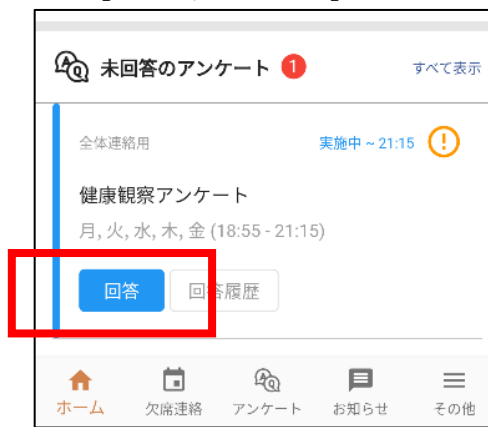 未回答のアンケート 1 すべて表示
全体連絡用 実施中 ~ 21:15
健康観察アンケート
月, 火, 水, 木, 金 (18:55 - 21:15)
回答 回答履歴
ホーム 欠席連絡 アンケート お知らせ その他